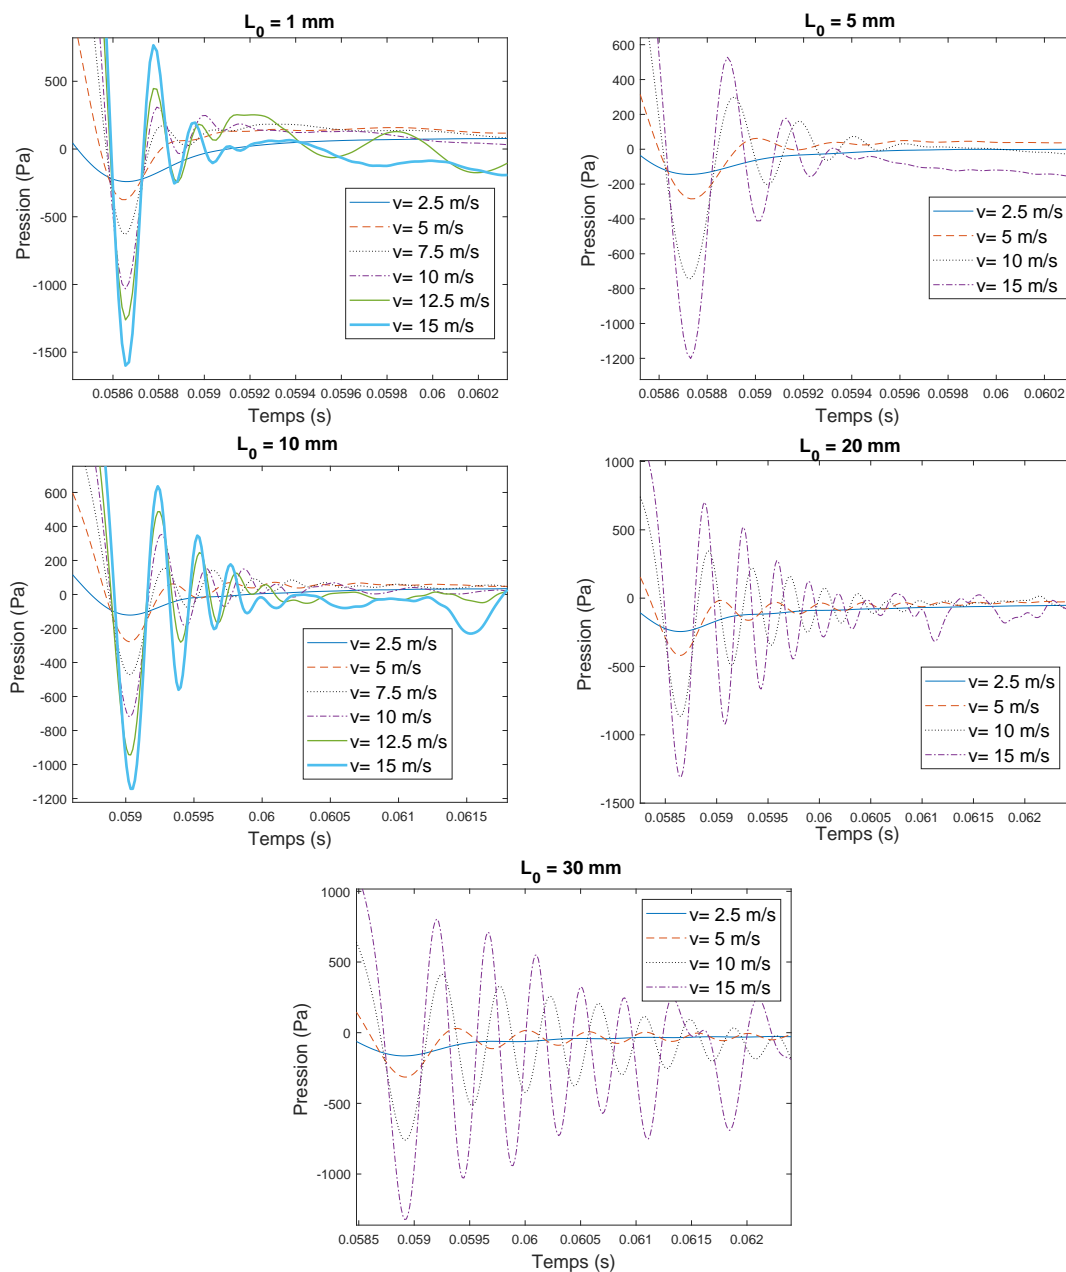 L0 = 1 mm
Pression (Pa)
500
0
-500
-1000
-1500
v= 2.5 m/s
v= 5 m/s
v= 7.5 m/s
v= 10 m/s
v= 12.5 m/s
v= 15 m/s
0.0586 0.0588 0.059 0.0592 0.0594 0.0596 0.0598 0.06 0.0602
Temps (s)
L0 = 5 mm
Pression (Pa)
600
400
200
0
-200
-400
-600
-800
-1000
-1200
v= 2.5 m/s
v= 5 m/s
v= 10 m/s
v= 15 m/s
0.0586 0.0588 0.059 0.0592 0.0594 0.0596 0.0598 0.06 0.0602
Temps (s)
L0 = 10 mm
Pression (Pa)
600
400
200
0
-200
-400
-600
-800
-1000
-1200
v= 2.5 m/s
v= 5 m/s
v= 7.5 m/s
v= 10 m/s
v= 12.5 m/s
v= 15 m/s
0.059 0.0595 0.06 0.0605 0.061 0.0615
Temps (s)
L0 = 20 mm
Pression (Pa)
1000
500
0
-500
-1000
-1500
v= 2.5 m/s
v= 5 m/s
v= 10 m/s
v= 15 m/s
0.0585 0.059 0.0595 0.06 0.0605 0.061 0.0615 0.062
Temps (s)
L0 = 30 mm
Pression (Pa)
1000
500
0
-500
-1000
v= 2.5 m/s
v= 5 m/s
v= 10 m/s
v= 15 m/s
0.0585 0.059 0.0595 0.06 0.0605 0.061 0.0615 0.062
Temps (s)